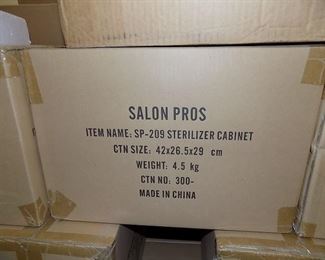 SALON PROS
ITEM NAME: SP-209 STERILIZER CABINET
CTN SIZE: 42x26.5x29 cm
WEIGHT: 4.5 kg
CTN NO: 300-
MADE IN CHINA